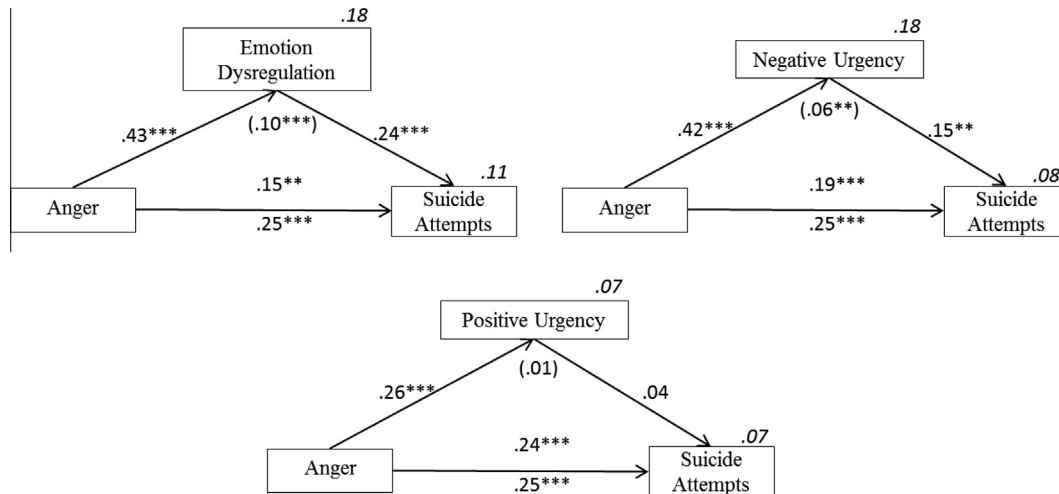 .18
Emotion
Dysregulation
.43***
(.10***)
.24***
.11
Anger
.15**
.25***
Suicide
Attempts
.18
Negative Urgency
.42***
(.06**)
.15**
.08
Anger
.19***
.25***
Suicide
Attempts
.07
Positive Urgency
.26***
(.01)
.04
.07
Anger
.24***
.25***
Suicide
Attempts